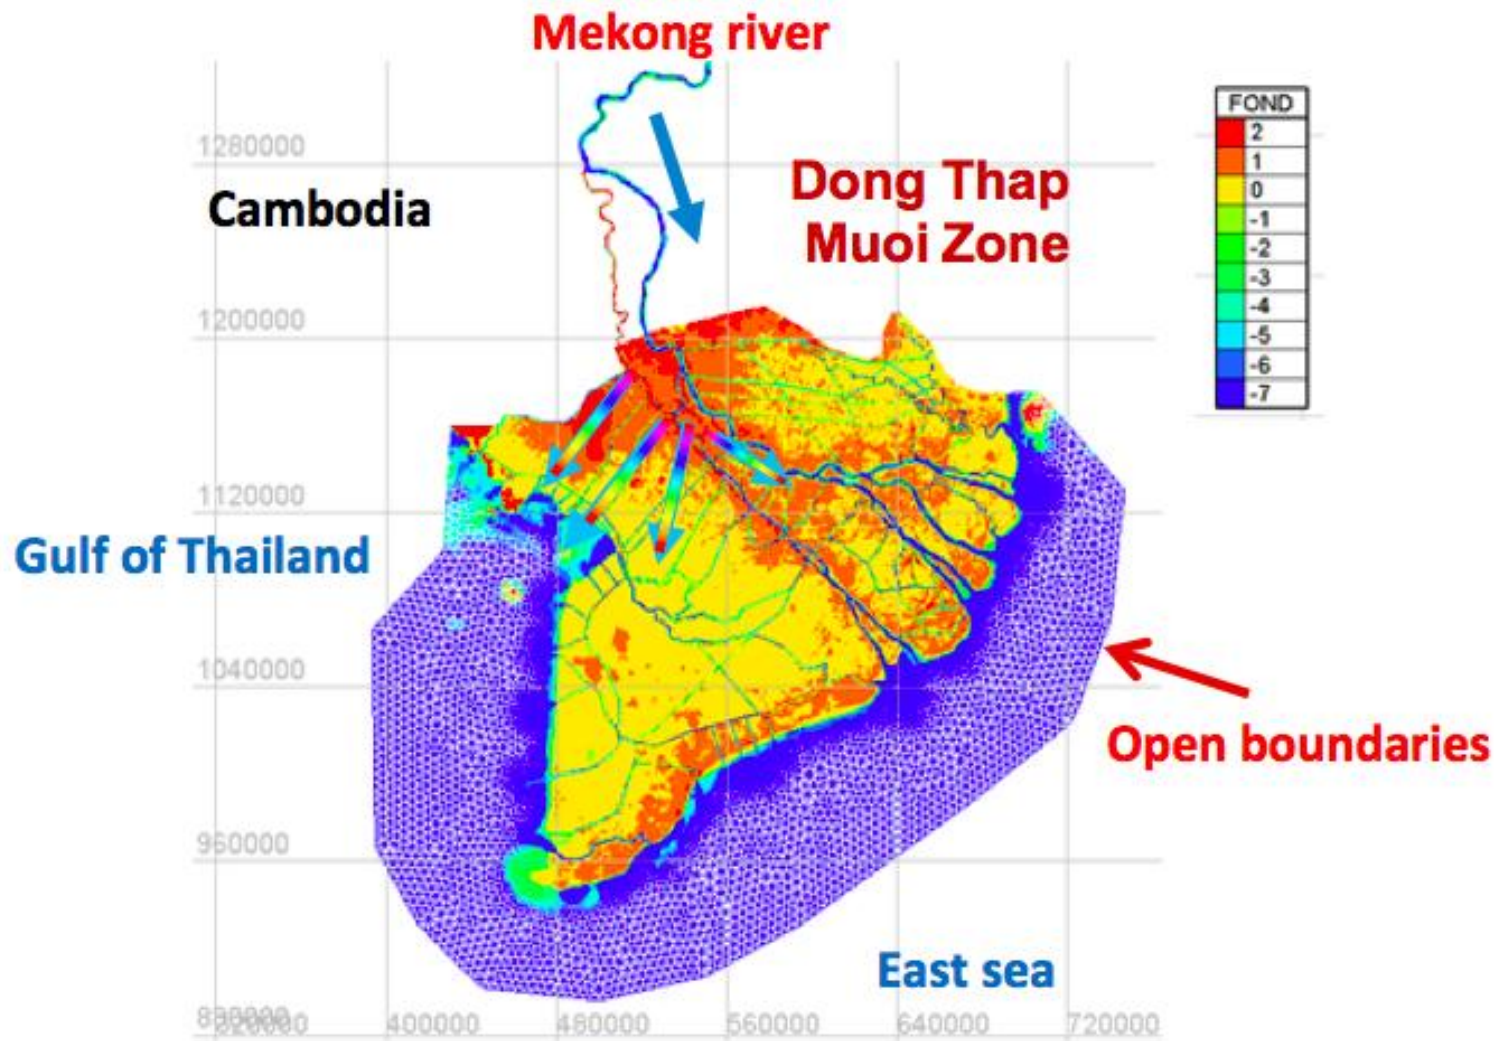 Mekong river
FOND
2
1
0
-1
-2
-3
-4
-5
-6
-7
1280000
Dong Thap
Muoi Zone
Cambodia
1200000
1120000
Gulf of Thailand
1040000
Open boundaries
960000
East sea
400000
480000
560000
640000
720000